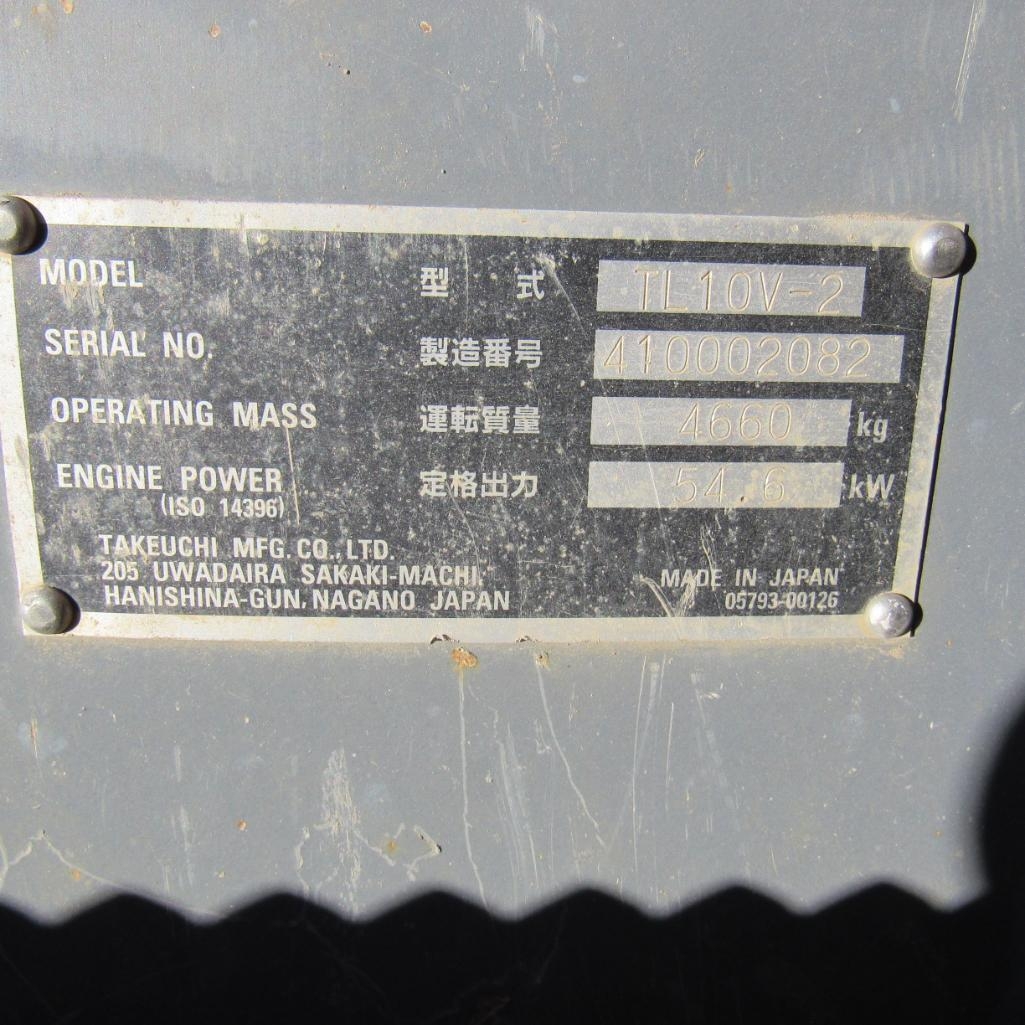 MODEL 型 式 TL10V-2
SERIAL NO. 製造番号 410002082
OPERATING MASS 運転質量 4660 kg
ENGINE POWER 定格出力 54.6 kW
(ISO 14396)
TAKEUCHI MFG. CO., LTD.
205 UWADAIRA SAKAKI-MACHI, MADE IN JAPAN
HANISHINA-GUN, NAGANO JAPAN 05793-00126